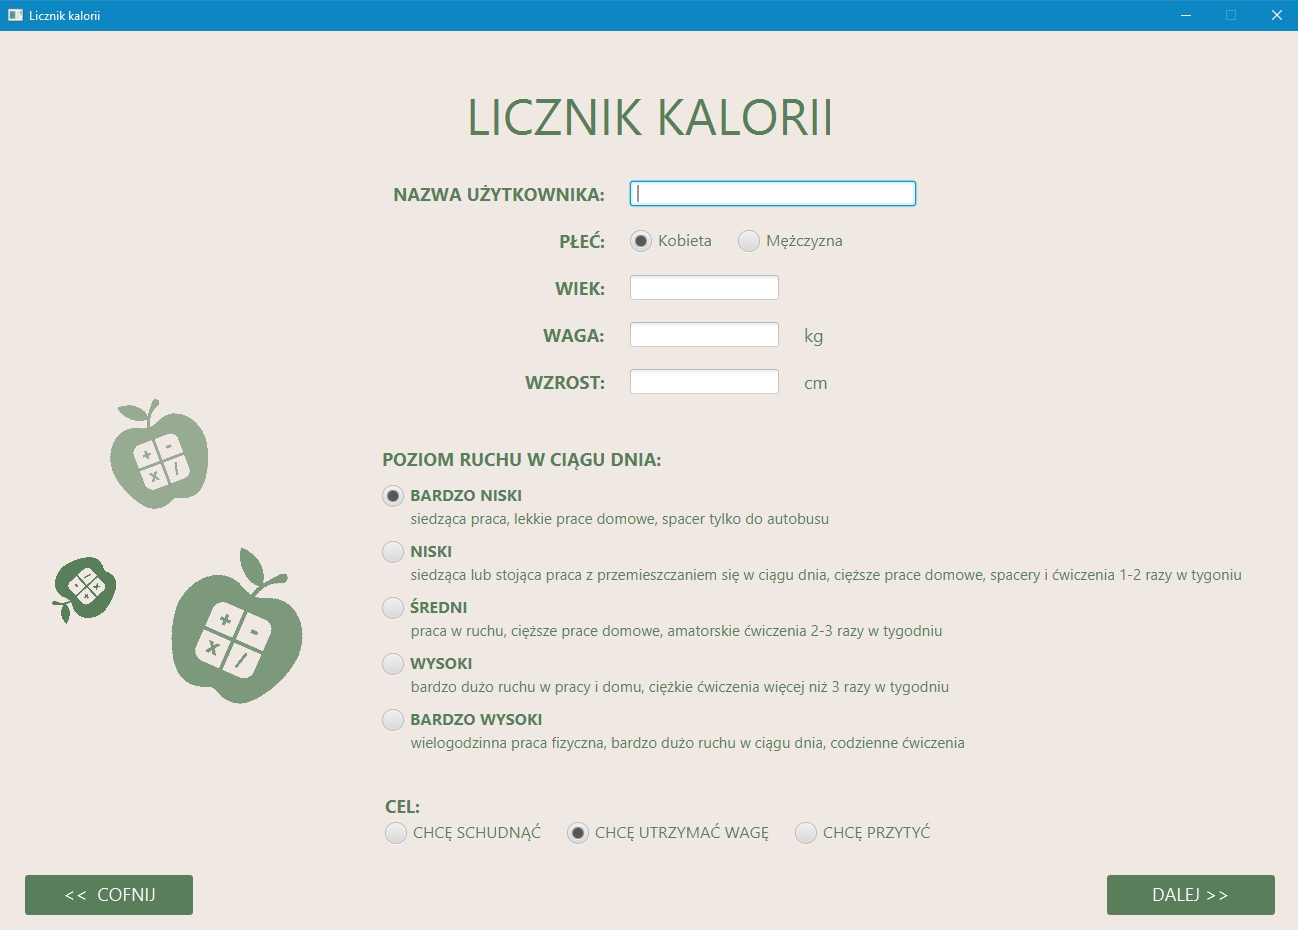 Licznik kalorii
LICZNIK KALORII
NAZWA UŻYTKOWNIKA:
PŁEĆ: Kobieta Mężczyzna
WIEK:
WAGA: kg
WZROST: cm
POZIOM RUCHU W CIĄGU DNIA:
BARDZO NISKI
siedząca praca, lekkie prace domowe, spacer tylko do autobusu
NISKI
siedząca lub stojąca praca z przemieszczaniem się w ciągu dnia, cięższe prace domowe, spacery i ćwiczenia 1-2 razy w tygoniu
ŚREDNI
praca w ruchu, cięższe prace domowe, amatorskie ćwiczenia 2-3 razy w tygodniu
WYSOKI
bardzo dużo ruchu w pracy i domu, ciężkie ćwiczenia więcej niż 3 razy w tygodniu
BARDZO WYSOKI
wielogodzinna praca fizyczna, bardzo dużo ruchu w ciągu dnia, codzienne ćwiczenia
CEL:
CHCĘ SCHUDNĄĆ CHCĘ UTRZYMAĆ WAGĘ CHCĘ PRZYTYĆ
<< COFNIJ DALEJ >>